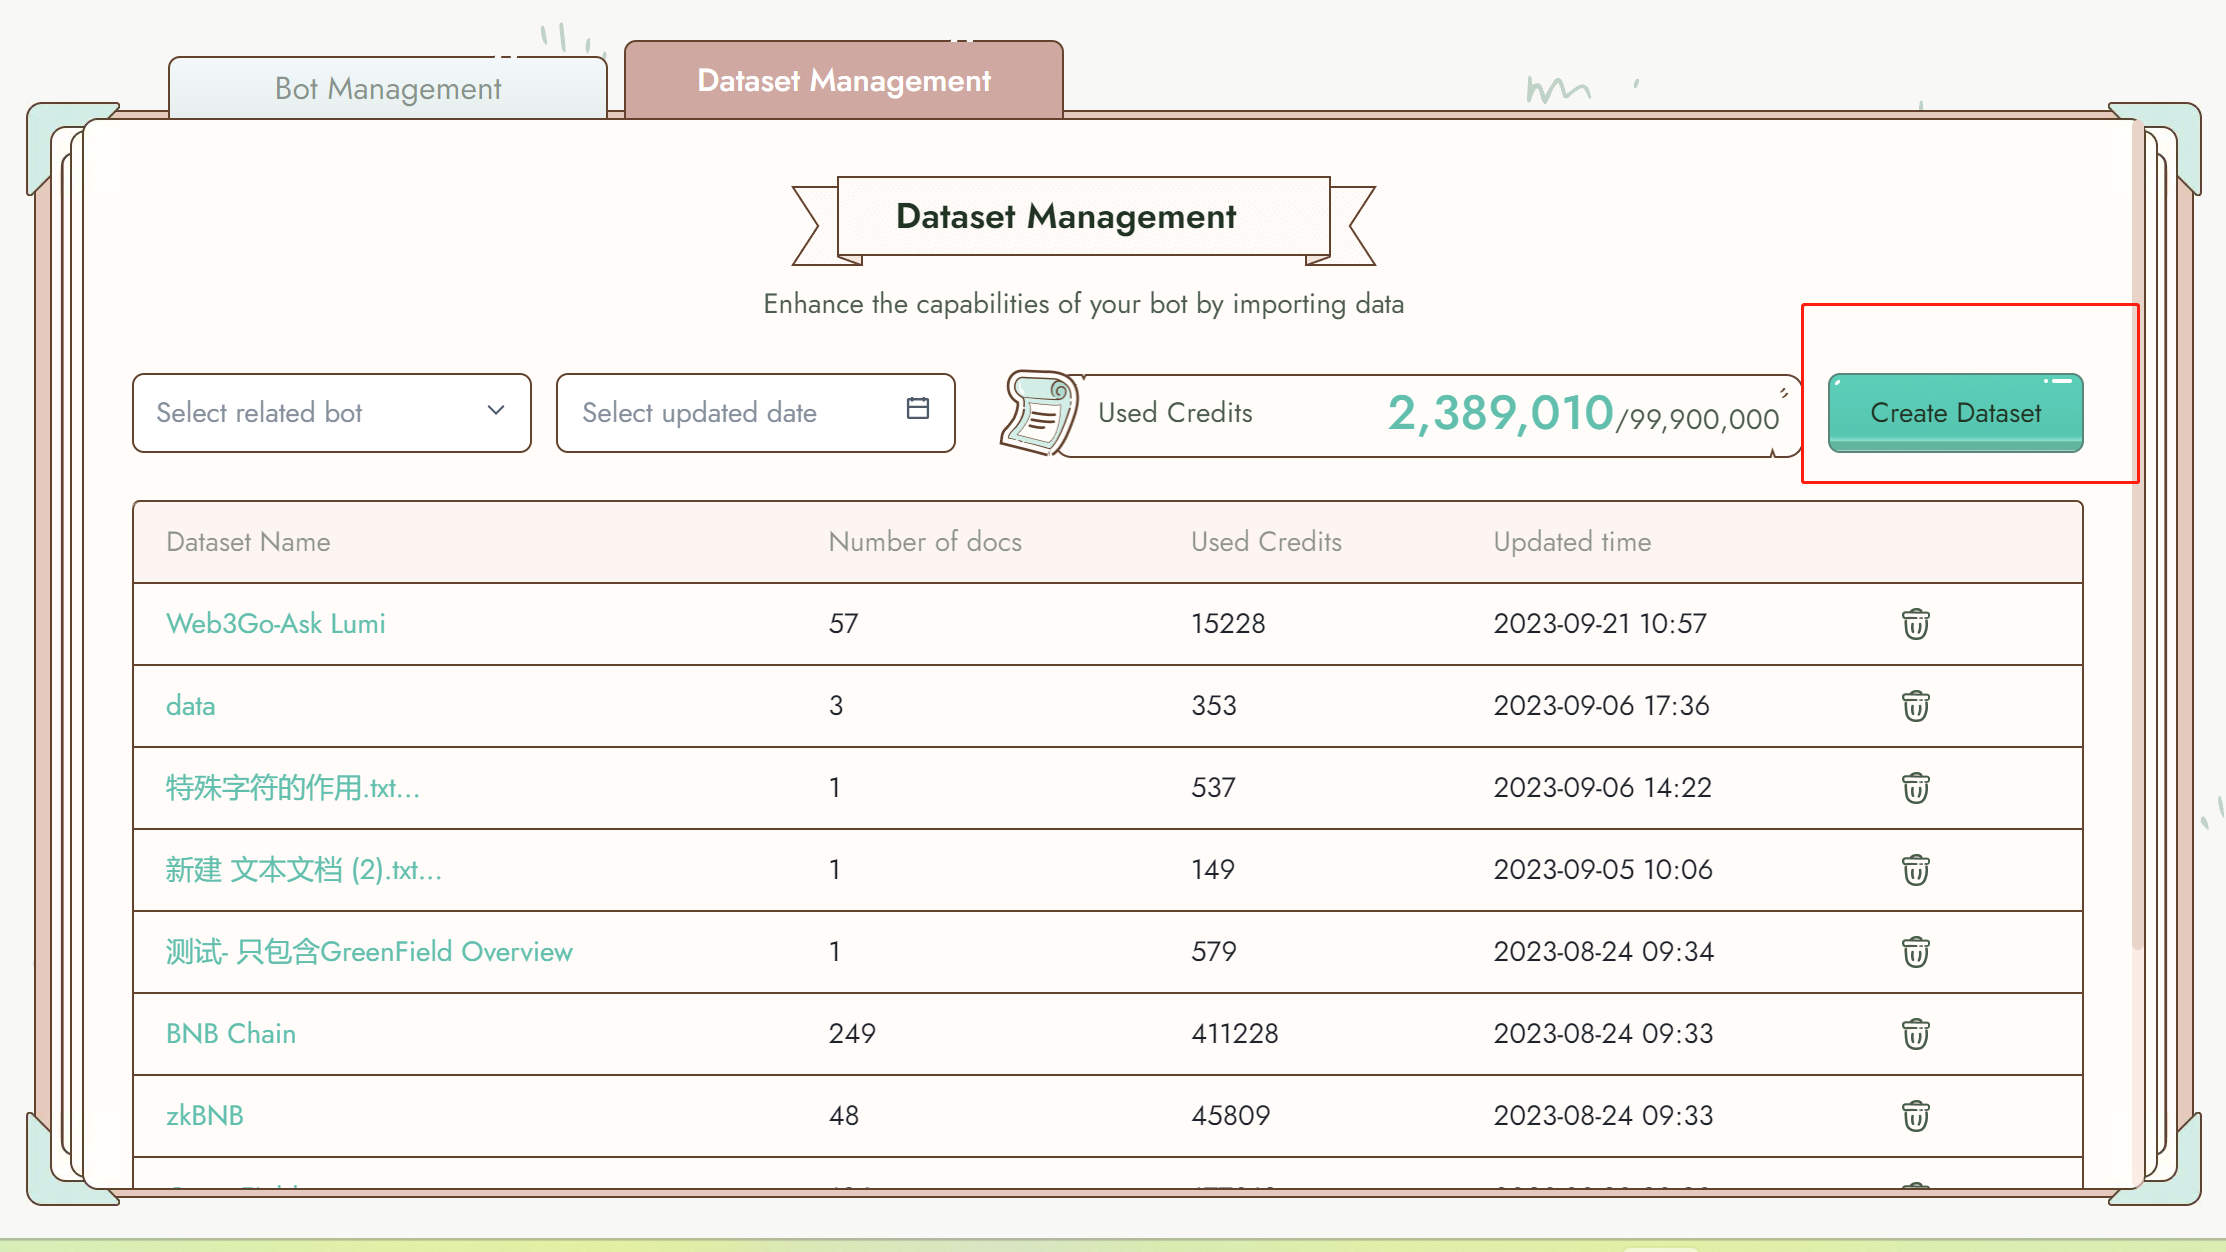 Bot Management
Dataset Management
Dataset Management
Enhance the capabilities of your bot by importing data
Select related bot
Select updated date
Used Credits 2,389,010/99,900,000
Create Dataset
Dataset Name Number of docs Used Credits Updated time
Web3Go-Ask Lumi 57 15228 2023-09-21 10:57
data 3 353 2023-09-06 17:36
特殊字符的作用.txt... 1 537 2023-09-06 14:22
新建 文本文档 (2).txt... 1 149 2023-09-05 10:06
测试- 只包含GreenField Overview 1 579 2023-08-24 09:34
BNB Chain 249 411228 2023-08-24 09:33
zkBNB 48 45809 2023-08-24 09:33